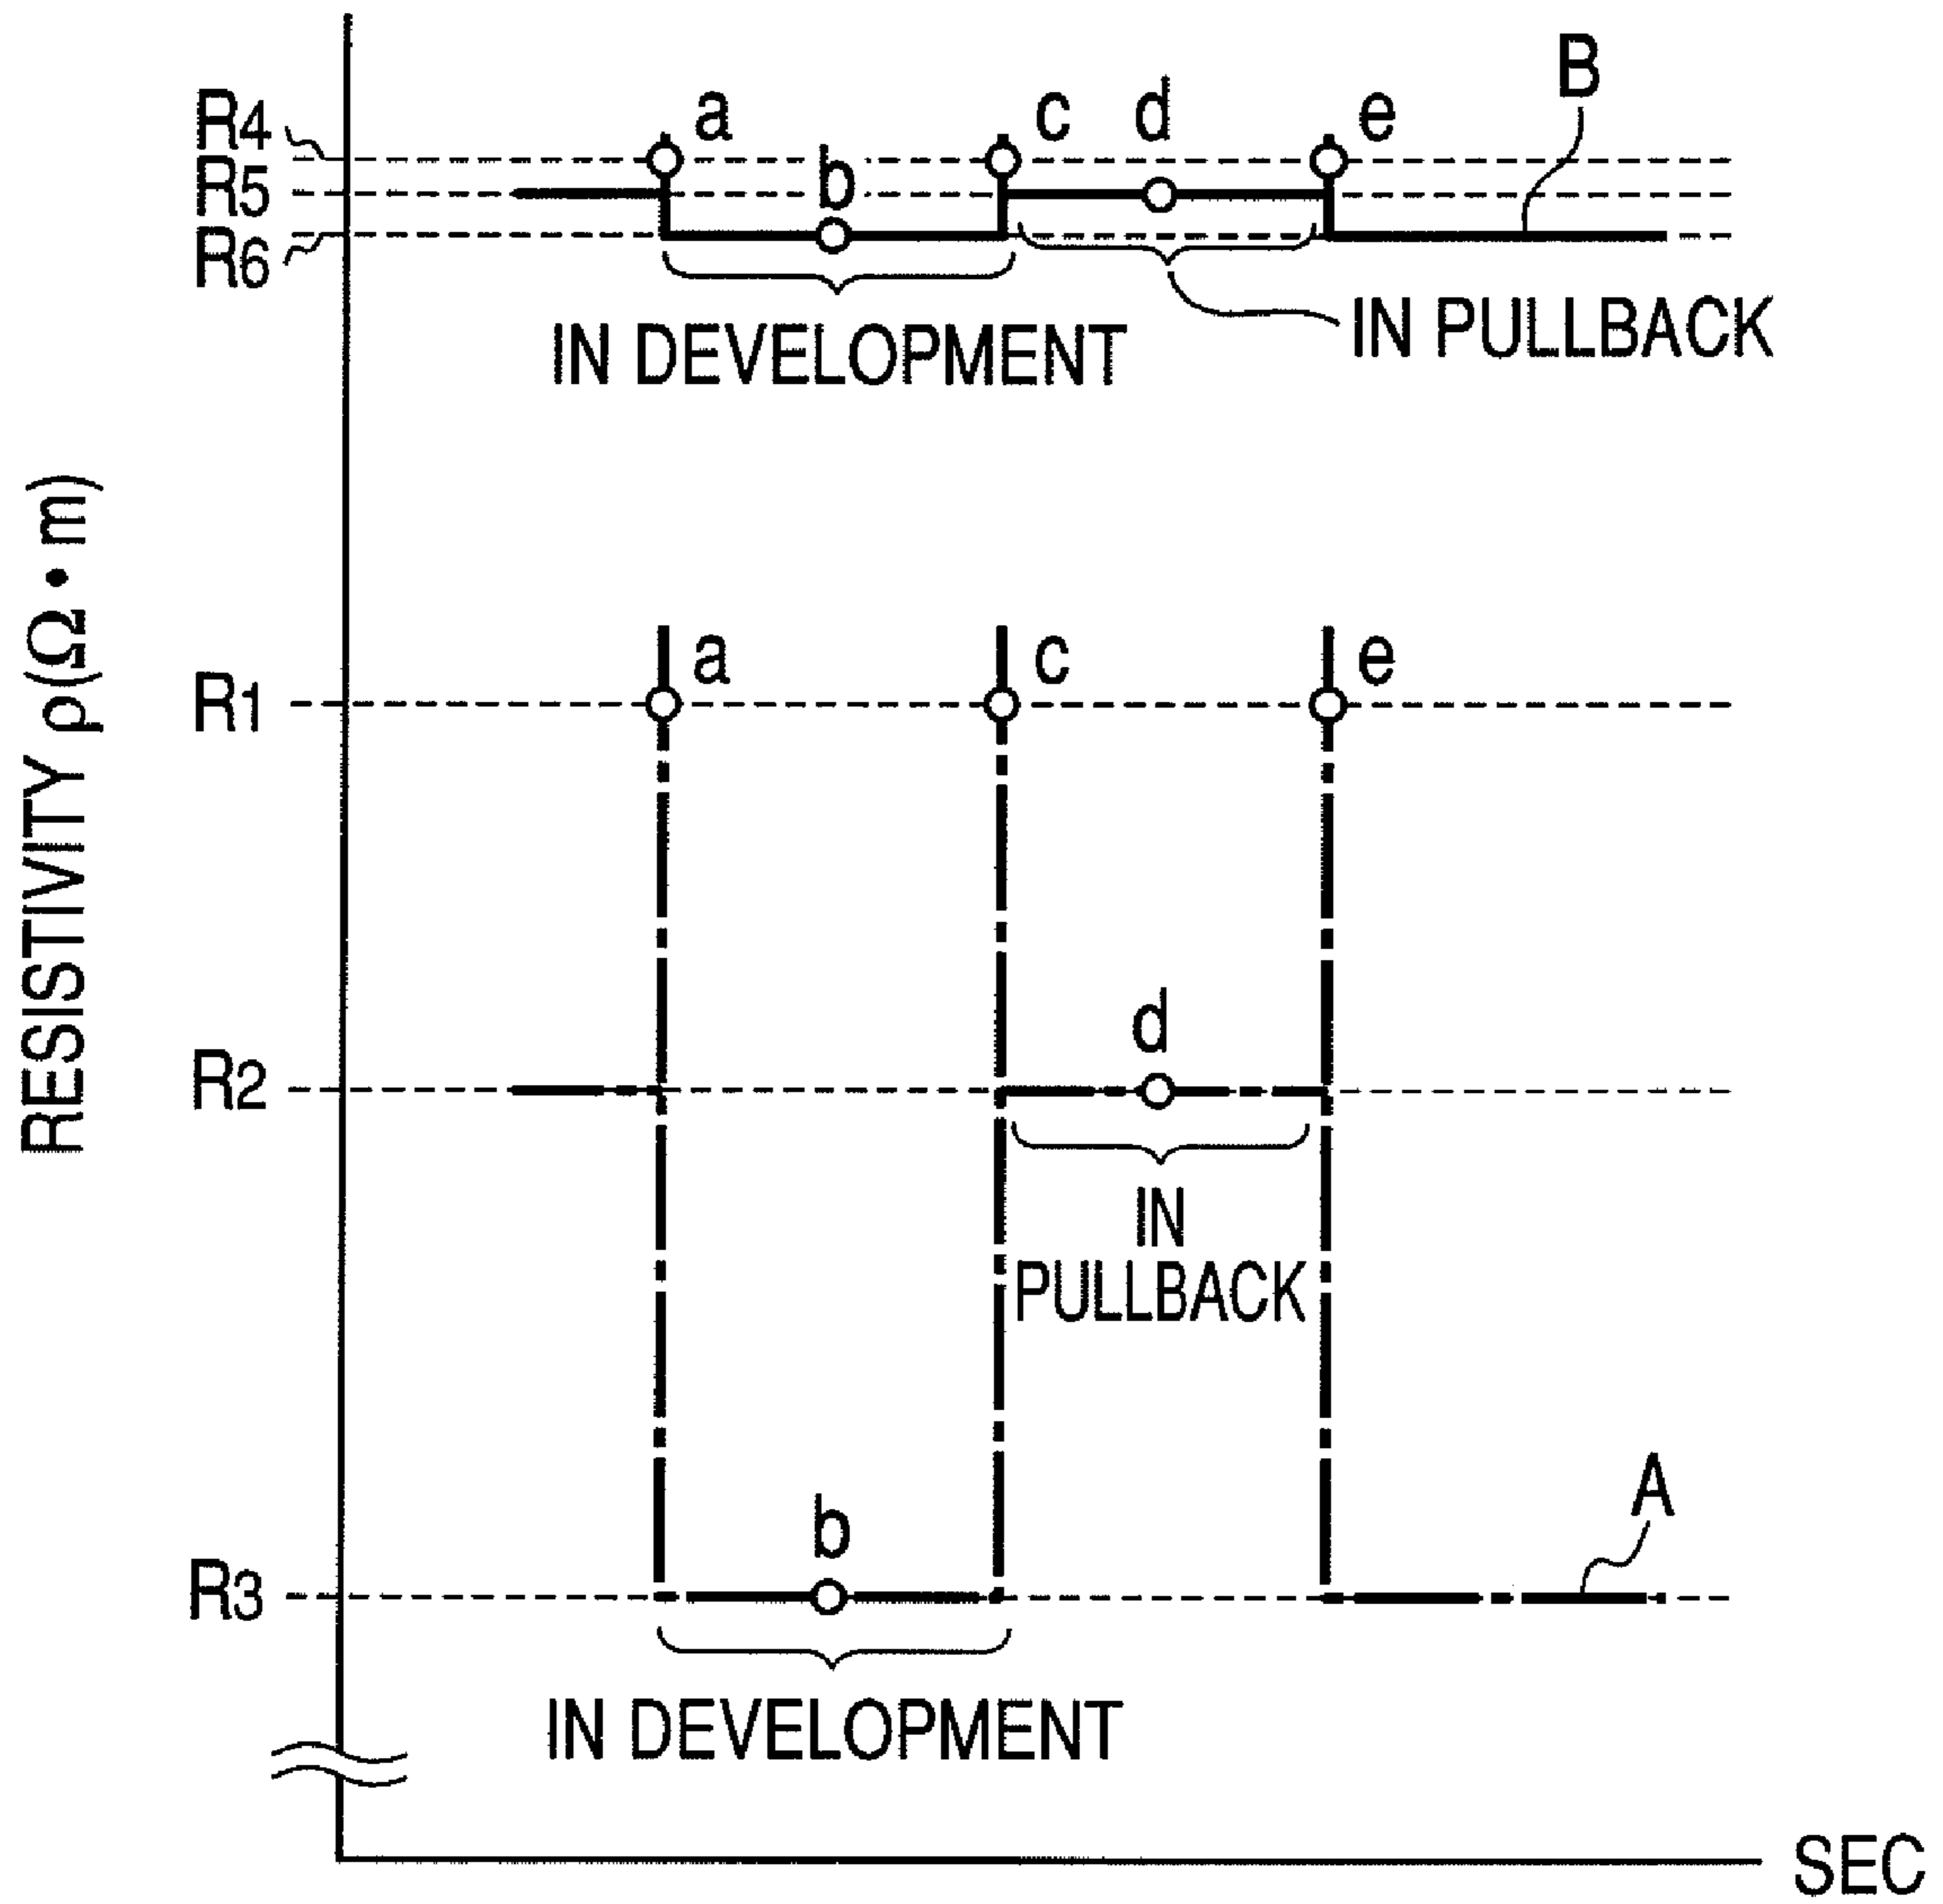 B
R4
a
c
d
e
R5
b
R6
IN DEVELOPMENT
IN PULLBACK
RESISTIVITY ρ(Ω・m)
a
c
e
R1
d
R2
IN
PULLBACK
A
b
R3
IN DEVELOPMENT
SEC